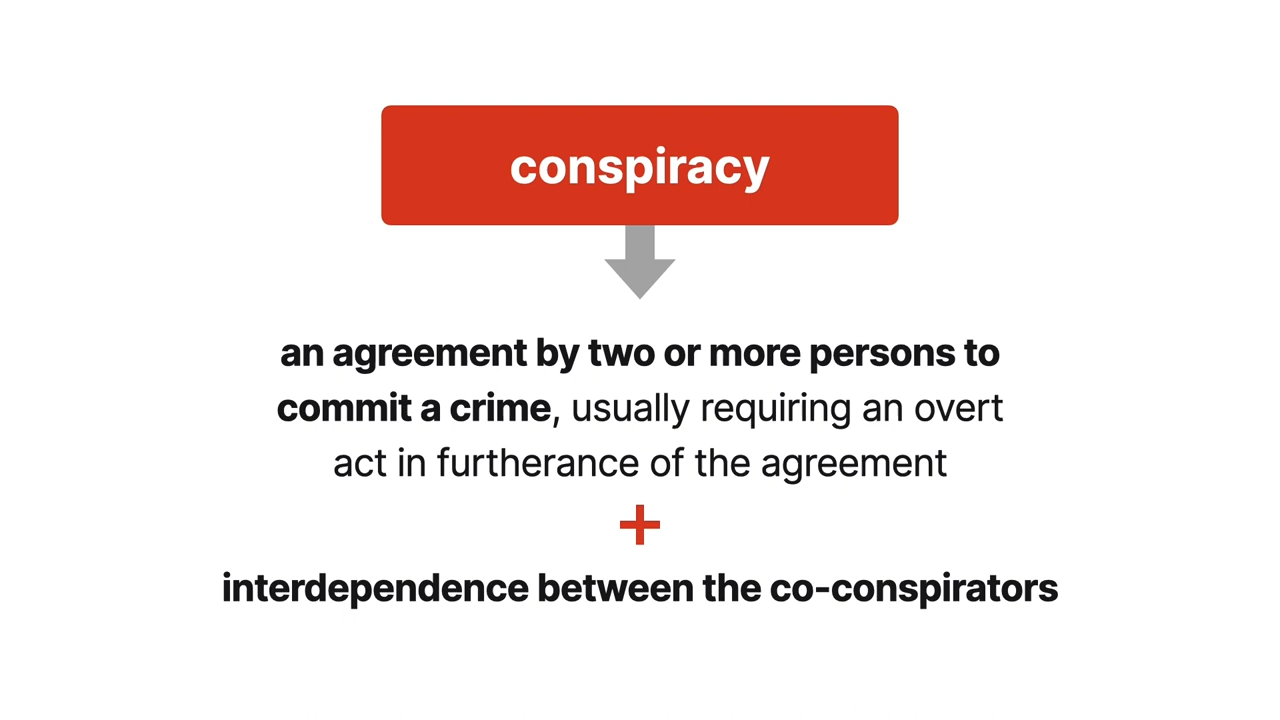 conspiracy
an agreement by two or more persons to
commit a crime, usually requiring an overt
act in furtherance of the agreement
+
interdependence between the co-conspirators